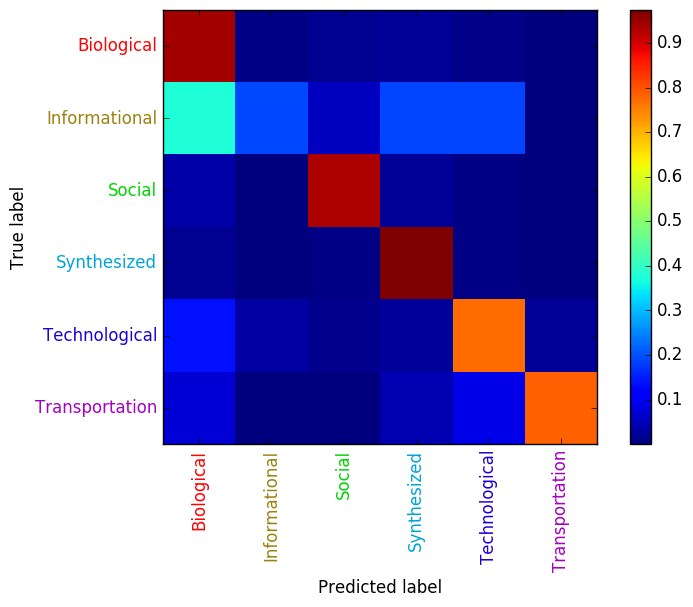 True label
Biological
Informational
Social
Synthesized
Technological
Transportation
Biological
Informational
Social
Synthesized
Technological
Transportation
Predicted label
0.9
0.8
0.7
0.6
0.5
0.4
0.3
0.2
0.1